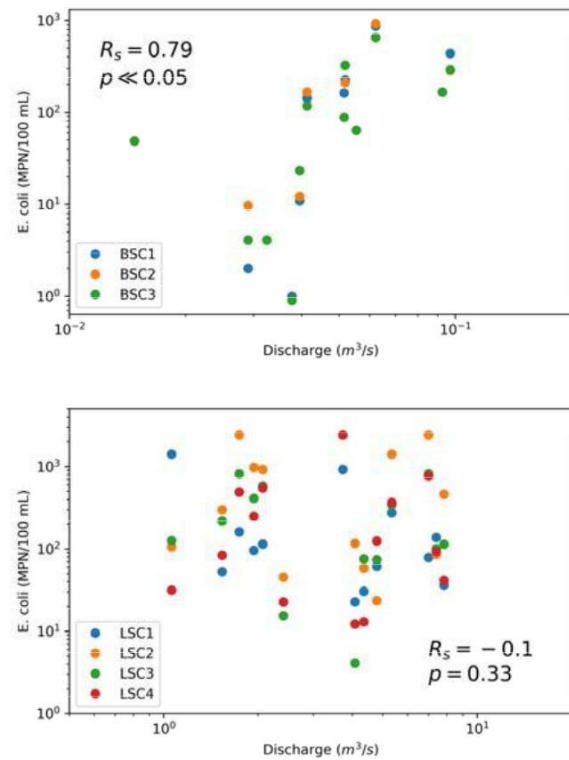 10³
10²
10¹
10⁰
E. coli (MPN/100 mL)
Rₛ = 0.79
p ≪ 0.05
BSC1
BSC2
BSC3
10⁻²
10⁻¹
Discharge (m³/s)
10³
10²
10¹
10⁰
E. coli (MPN/100 mL)
LSC1
LSC2
LSC3
LSC4
Rₛ = −0.1
p = 0.33
10⁰
10¹
Discharge (m³/s)